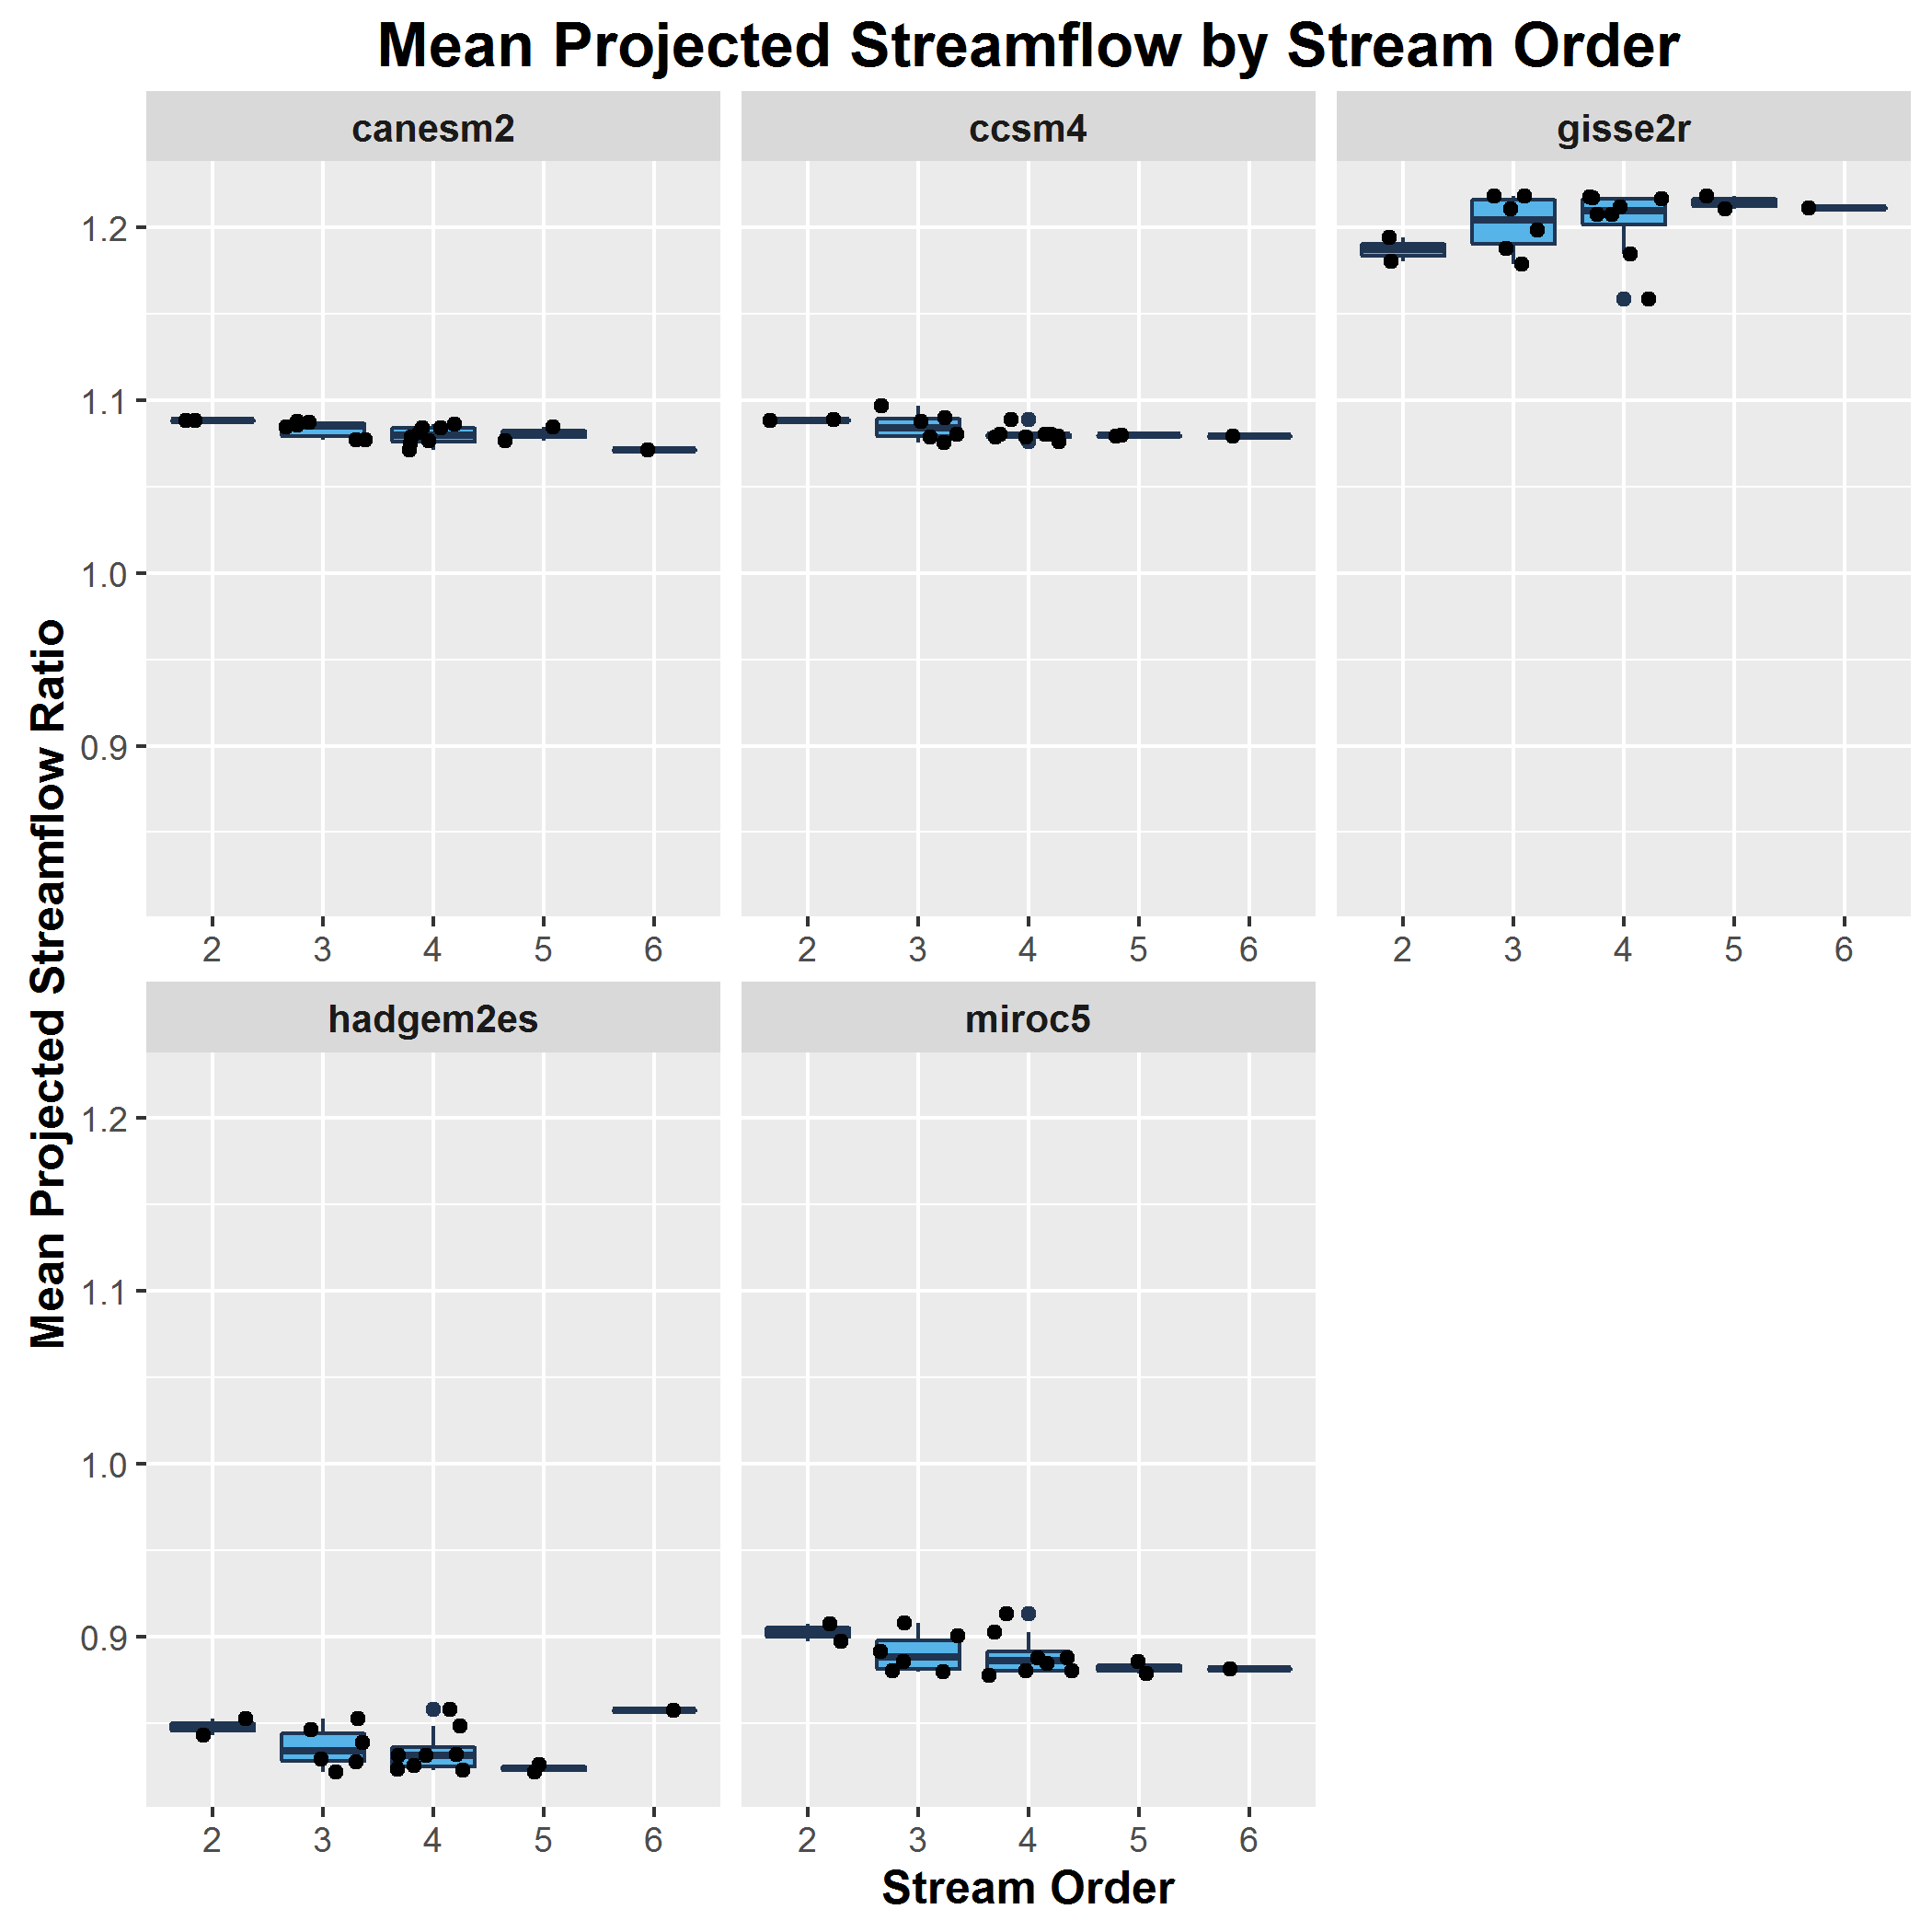 Mean Projected Streamflow by Stream Order
canesm2
ccsm4
gisse2r
1.2
1.1
1.0
0.9
2 3 4 5 6
2 3 4 5 6
2 3 4 5 6
Mean Projected Streamflow Ratio
hadgem2es
miroc5
1.2
1.1
1.0
0.9
2 3 4 5 6
2 3 4 5 6
Stream Order